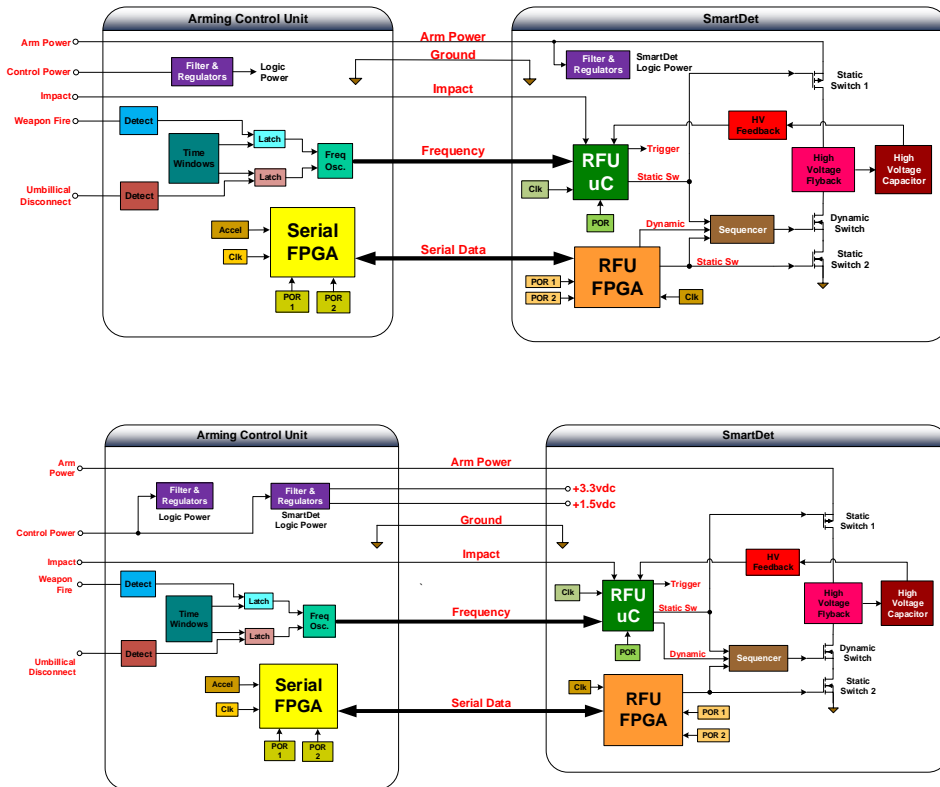 Arming Control Unit
SmartDet
Arm Power
Arm Power
Ground
Control Power
Filter &
Regulators
Logic
Power
Filter &
Regulators
SmartDet
Logic Power
Static
Switch 1
Impact
Impact
Weapon Fire
Detect
Latch
Time
Windows
Latch
Freq
Osc.
Frequency
RFU
uC
Trigger
HV
Feedback
High
Voltage
Flyback
High
Voltage
Capacitor
Umbillical
Disconnect
Detect
Clk
Static Sw
POR
Dynamic
Sequencer
Dynamic
Switch
Accel
Clk
Serial
FPGA
Serial Data
RFU
FPGA
Static Sw
Static
Switch 2
POR
1
POR
2
POR 1
POR 2
Clk
Arming Control Unit
SmartDet
Arm
Power
Arm Power
Filter &
Regulators
Logic Power
Filter &
Regulators
SmartDet
Logic Power
+3.3vdc
+1.5vdc
Control Power
Ground
Static
Switch 1
Impact
Impact
Weapon
Fire
Detect
Latch
Time
Windows
Latch
Freq
Osc.
Frequency
Clk
RFU
uC
Trigger
HV
Feedback
Static Sw
High
Voltage
Flyback
High
Voltage
Capacitor
Umbillical
Disconnect
Detect
POR
Dynamic
Sequencer
Dynamic
Switch
Accel
Clk
Serial
FPGA
Serial Data
Clk
RFU
FPGA
Static
Switch 2
POR 1
POR 2
POR
1
POR
2